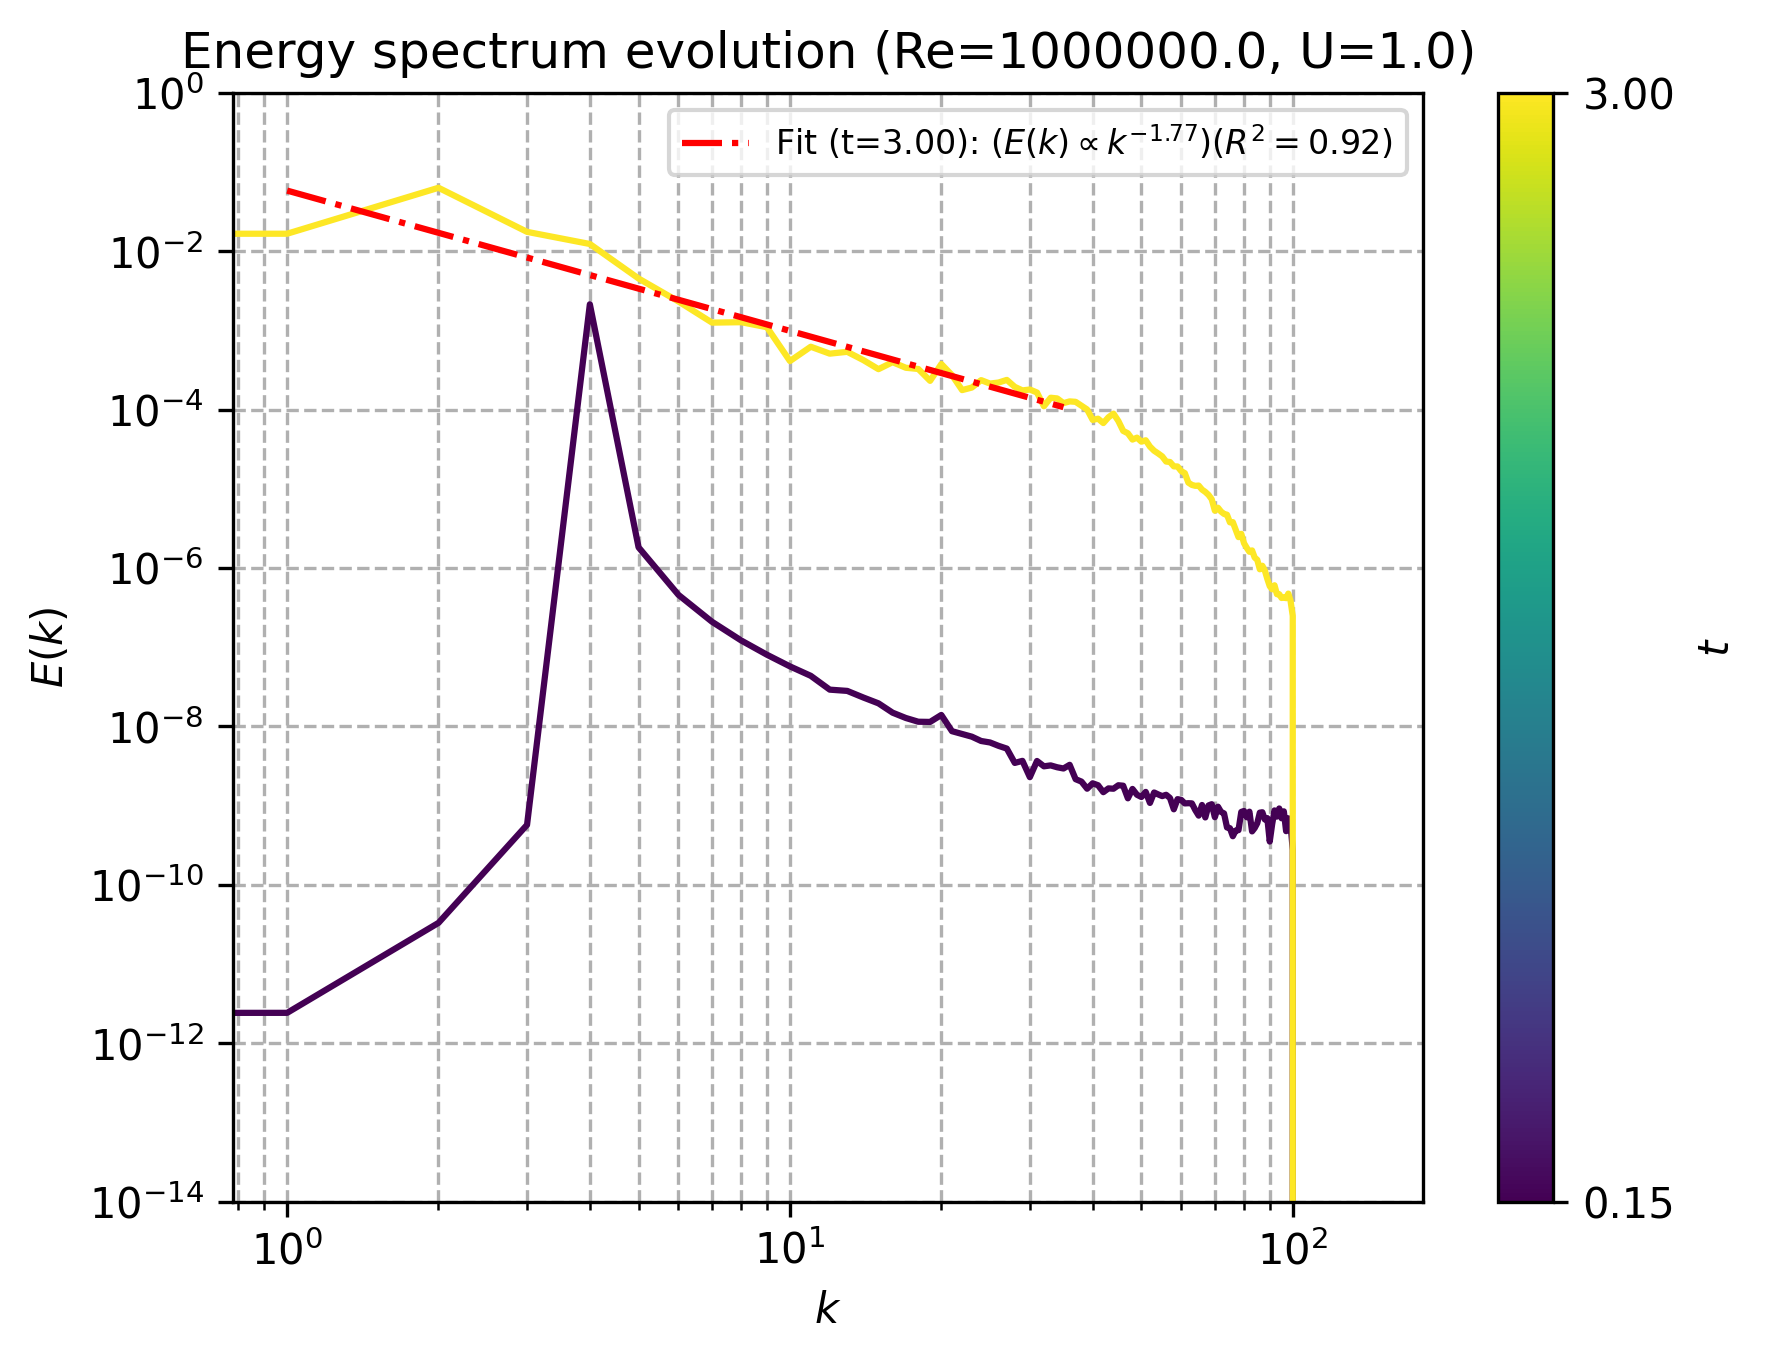 Energy spectrum evolution (Re=1000000.0, U=1.0)
Fit (t=3.00): (E(k) ∝ k^{-1.77})(R^2 = 0.92)
E(k)
10^0
10^{-2}
10^{-4}
10^{-6}
10^{-8}
10^{-10}
10^{-12}
10^{-14}
10^0 10^1 10^2
k
3.00
t
0.15